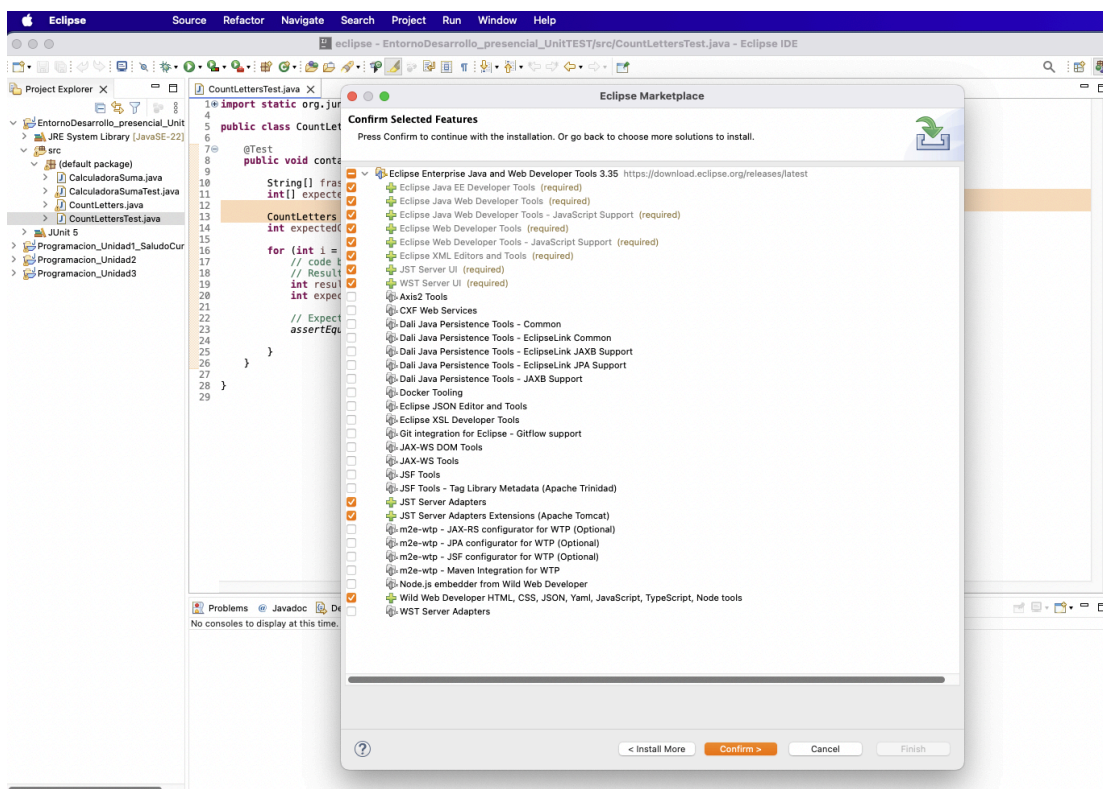 Eclipse Source Refactor Navigate Search Project Run Window Help
eclipse - EntornoDesarrollo_presencial_UnitTEST/src/CountLettersTest.java - Eclipse IDE
Project Explorer
EntornoDesarrollo_presencial_Unit
JRE System Library [JavaSE-22]
src
(default package)
CalculadoraSuma.java
CalculadoraSumaTest.java
CountLetters.java
CountLettersTest.java
JUnit 5
Programacion_Unidad1_SaludoCur
Programacion_Unidad2
Programacion_Unidad3
CountLettersTest.java
1 import static org.jun
4
5 public class CountLet
6
7 @Test
8 public void conta
9
10 String[] fras
11 int[] expecte
12
13 CountLetters
14 int expectedC
15
16 for (int i =
17 // code b
18 // Result
19 int resul
20 int expec
21
22 // Expect
23 assertEqu
24
25 }
26 }
27
28 }
29
Problems @ Javadoc De
No consoles to display at this time.
Eclipse Marketplace
Confirm Selected Features
Press Confirm to continue with the installation. Or go back to choose more solutions to install.
Eclipse Enterprise Java and Web Developer Tools 3.35 https://download.eclipse.org/releases/latest
Eclipse Java EE Developer Tools (required)
Eclipse Java Web Developer Tools (required)
Eclipse Java Web Developer Tools - JavaScript Support (required)
Eclipse Web Developer Tools (required)
Eclipse Web Developer Tools - JavaScript Support (required)
Eclipse XML Editors and Tools (required)
JST Server UI (required)
WST Server UI (required)
Axis2 Tools
CXF Web Services
Dali Java Persistence Tools - Common
Dali Java Persistence Tools - EclipseLink Common
Dali Java Persistence Tools - EclipseLink JAXB Support
Dali Java Persistence Tools - EclipseLink JPA Support
Dali Java Persistence Tools - JAXB Support
Docker Tooling
Eclipse JSON Editor and Tools
Eclipse XSL Developer Tools
Git integration for Eclipse - Gitflow support
JAX-WS DOM Tools
JAX-WS Tools
JSF Tools
JSF Tools - Tag Library Metadata (Apache Trinidad)
JST Server Adapters
JST Server Adapters Extensions (Apache Tomcat)
m2e-wtp - JAX-RS configurator for WTP (Optional)
m2e-wtp - JPA configurator for WTP (Optional)
m2e-wtp - JSF configurator for WTP (Optional)
m2e-wtp - Maven Integration for WTP
Node.js embedder from Wild Web Developer
Wild Web Developer HTML, CSS, JSON, Yaml, JavaScript, TypeScript, Node tools
WST Server Adapters
< Install More Confirm > Cancel Finish